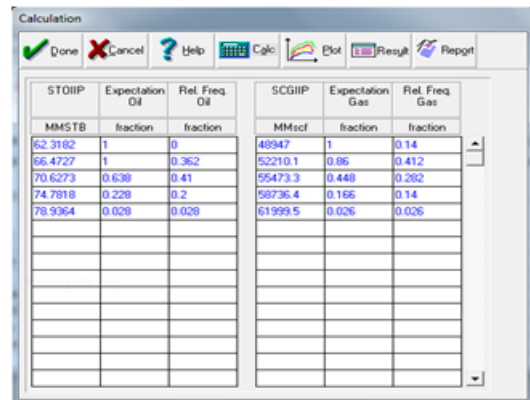 Calculation
Done Cancel Help Calc Plot Result Report
STOIIP Expectation Oil Rel. Freq. Oil SCGIIP Expectation Gas Rel. Freq. Gas
MMSTB fraction fraction MMscf fraction fraction
62.3182 1 0 48947 1 0.14
66.4727 1 0.362 52210.1 0.86 0.412
70.6273 0.638 0.41 55473.3 0.448 0.282
74.7818 0.228 0.2 58736.4 0.166 0.14
78.9364 0.028 0.028 61999.5 0.026 0.026